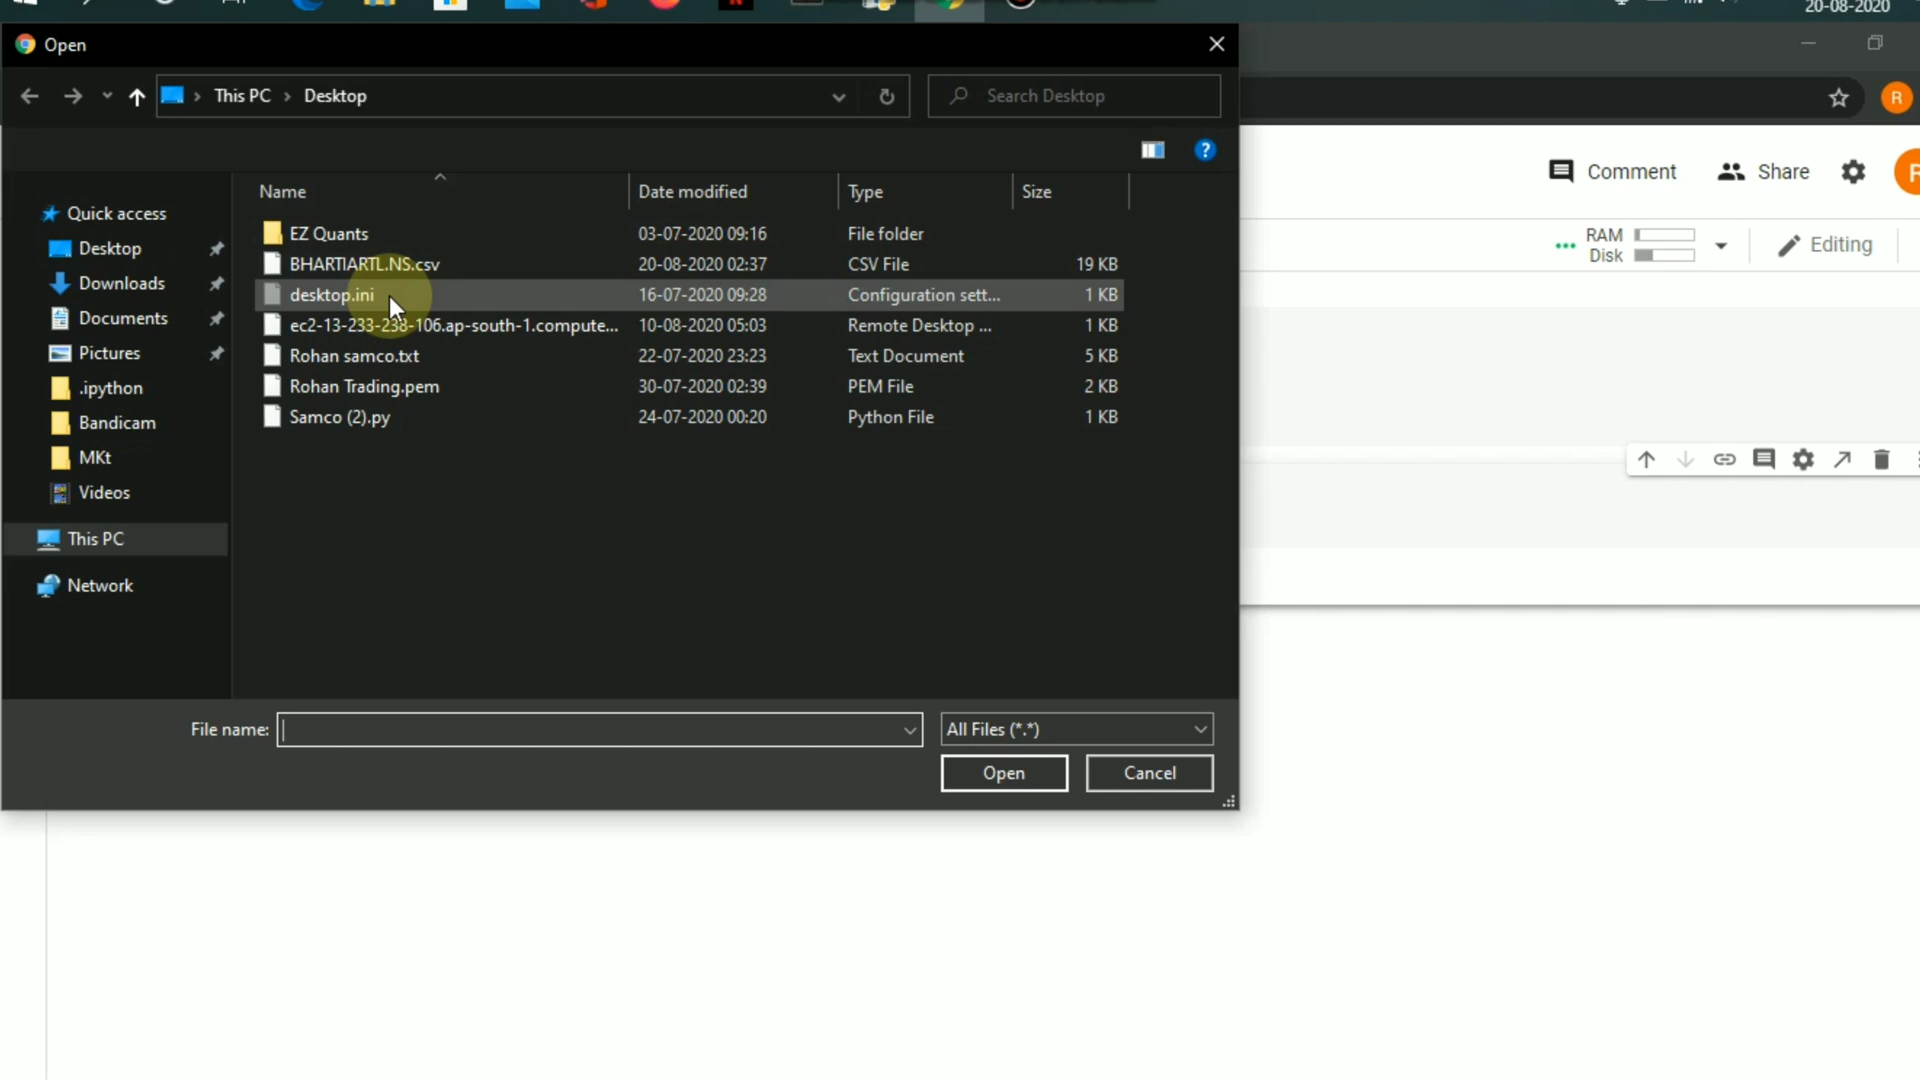 20-08-2020
Open
This PC > Desktop
Search Desktop
R
Comment
Share
R
Name
Date modified
Type
Size
Quick access
Desktop
Downloads
Documents
Pictures
.ipython
Bandicam
MKt
Videos
This PC
Network
EZ Quants 03-07-2020 09:16 File folder
BHARTIARTL.NS.csv 20-08-2020 02:37 CSV File 19 KB
desktop.ini 16-07-2020 09:28 Configuration sett... 1 KB
ec2-13-233-238-106.ap-south-1.compute... 10-08-2020 05:03 Remote Desktop ... 1 KB
Rohan samco.txt 22-07-2020 23:23 Text Document 5 KB
Rohan Trading.pem 30-07-2020 02:39 PEM File 2 KB
Samco (2).py 24-07-2020 00:20 Python File 1 KB
RAM
Disk
Editing
File name:
All Files (*.*)
Open
Cancel